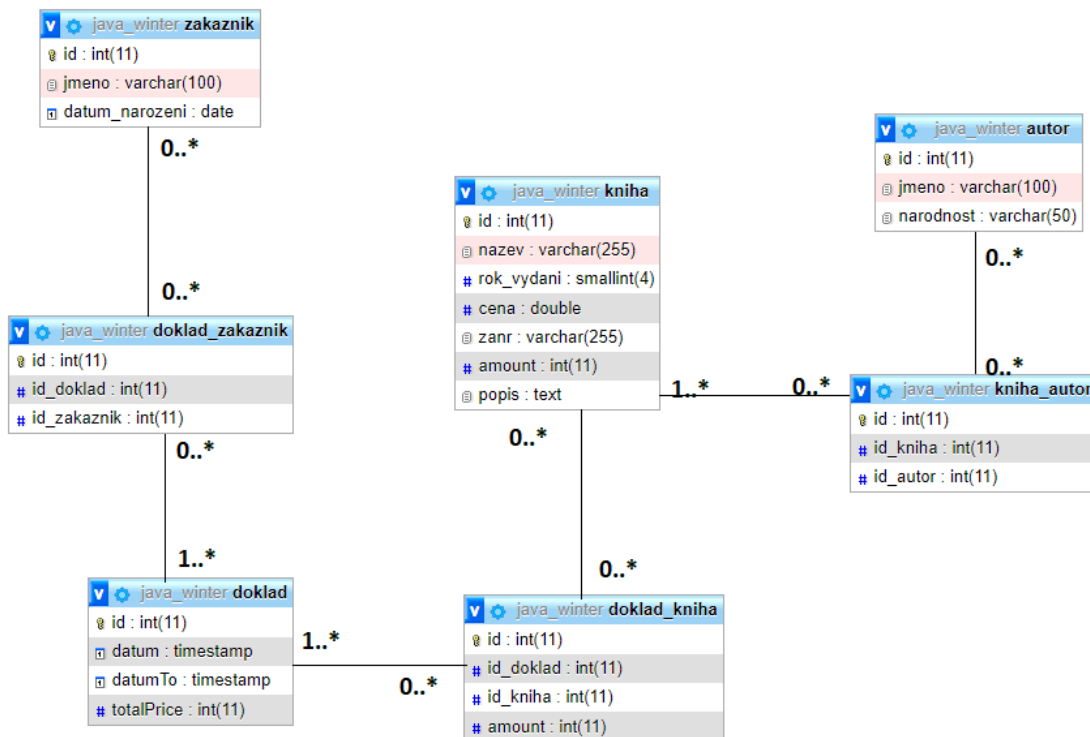 v java_winter zakaznik
id : int(11)
jmeno : varchar(100)
datum_narozeni : date
0..*
0..*
v java_winter doklad_zakaznik
id : int(11)
# id_doklad : int(11)
# id_zakaznik : int(11)
0..*
1..*
v java_winter doklad
id : int(11)
datum : timestamp
datumTo : timestamp
# totalPrice : int(11)
1..*
0..*
v java_winter kniha
id : int(11)
nazev : varchar(255)
# rok_vydani : smallint(4)
# cena : double
zanr : varchar(255)
# amount : int(11)
popis : text
0..*
0..*
v java_winter doklad_kniha
id : int(11)
# id_doklad : int(11)
# id_kniha : int(11)
# amount : int(11)
1..*
0..*
v java_winter autor
id : int(11)
jmeno : varchar(100)
narodnost : varchar(50)
0..*
0..*
v java_winter kniha_autor
id : int(11)
# id_kniha : int(11)
# id_autor : int(11)